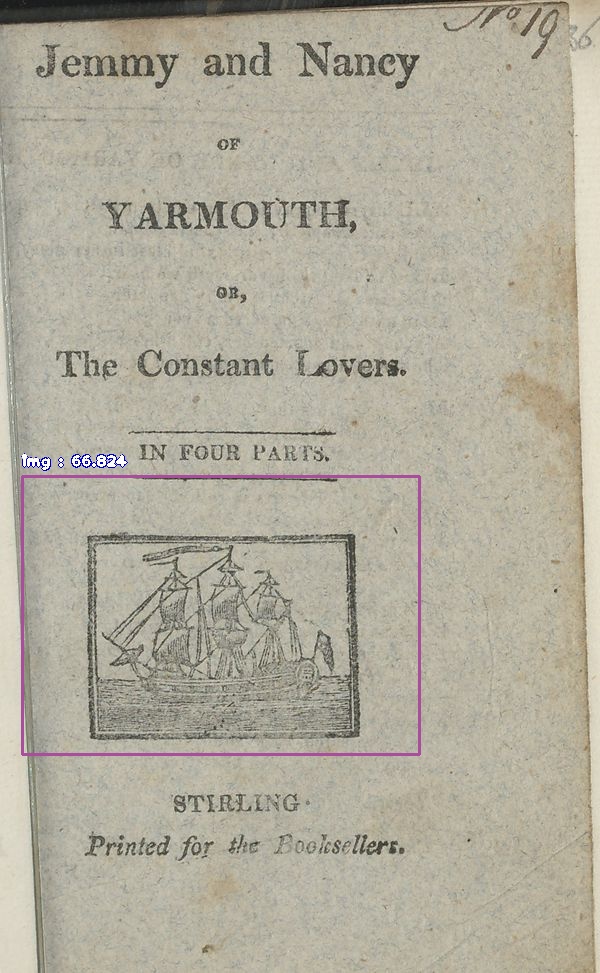 No. 19
36
Jemmy and Nancy
OF
YARMOUTH,
OR,
The Constant Lovers.
IN FOUR PARTS.
img : 66.824
STIRLING
Printed for the Booksellers.